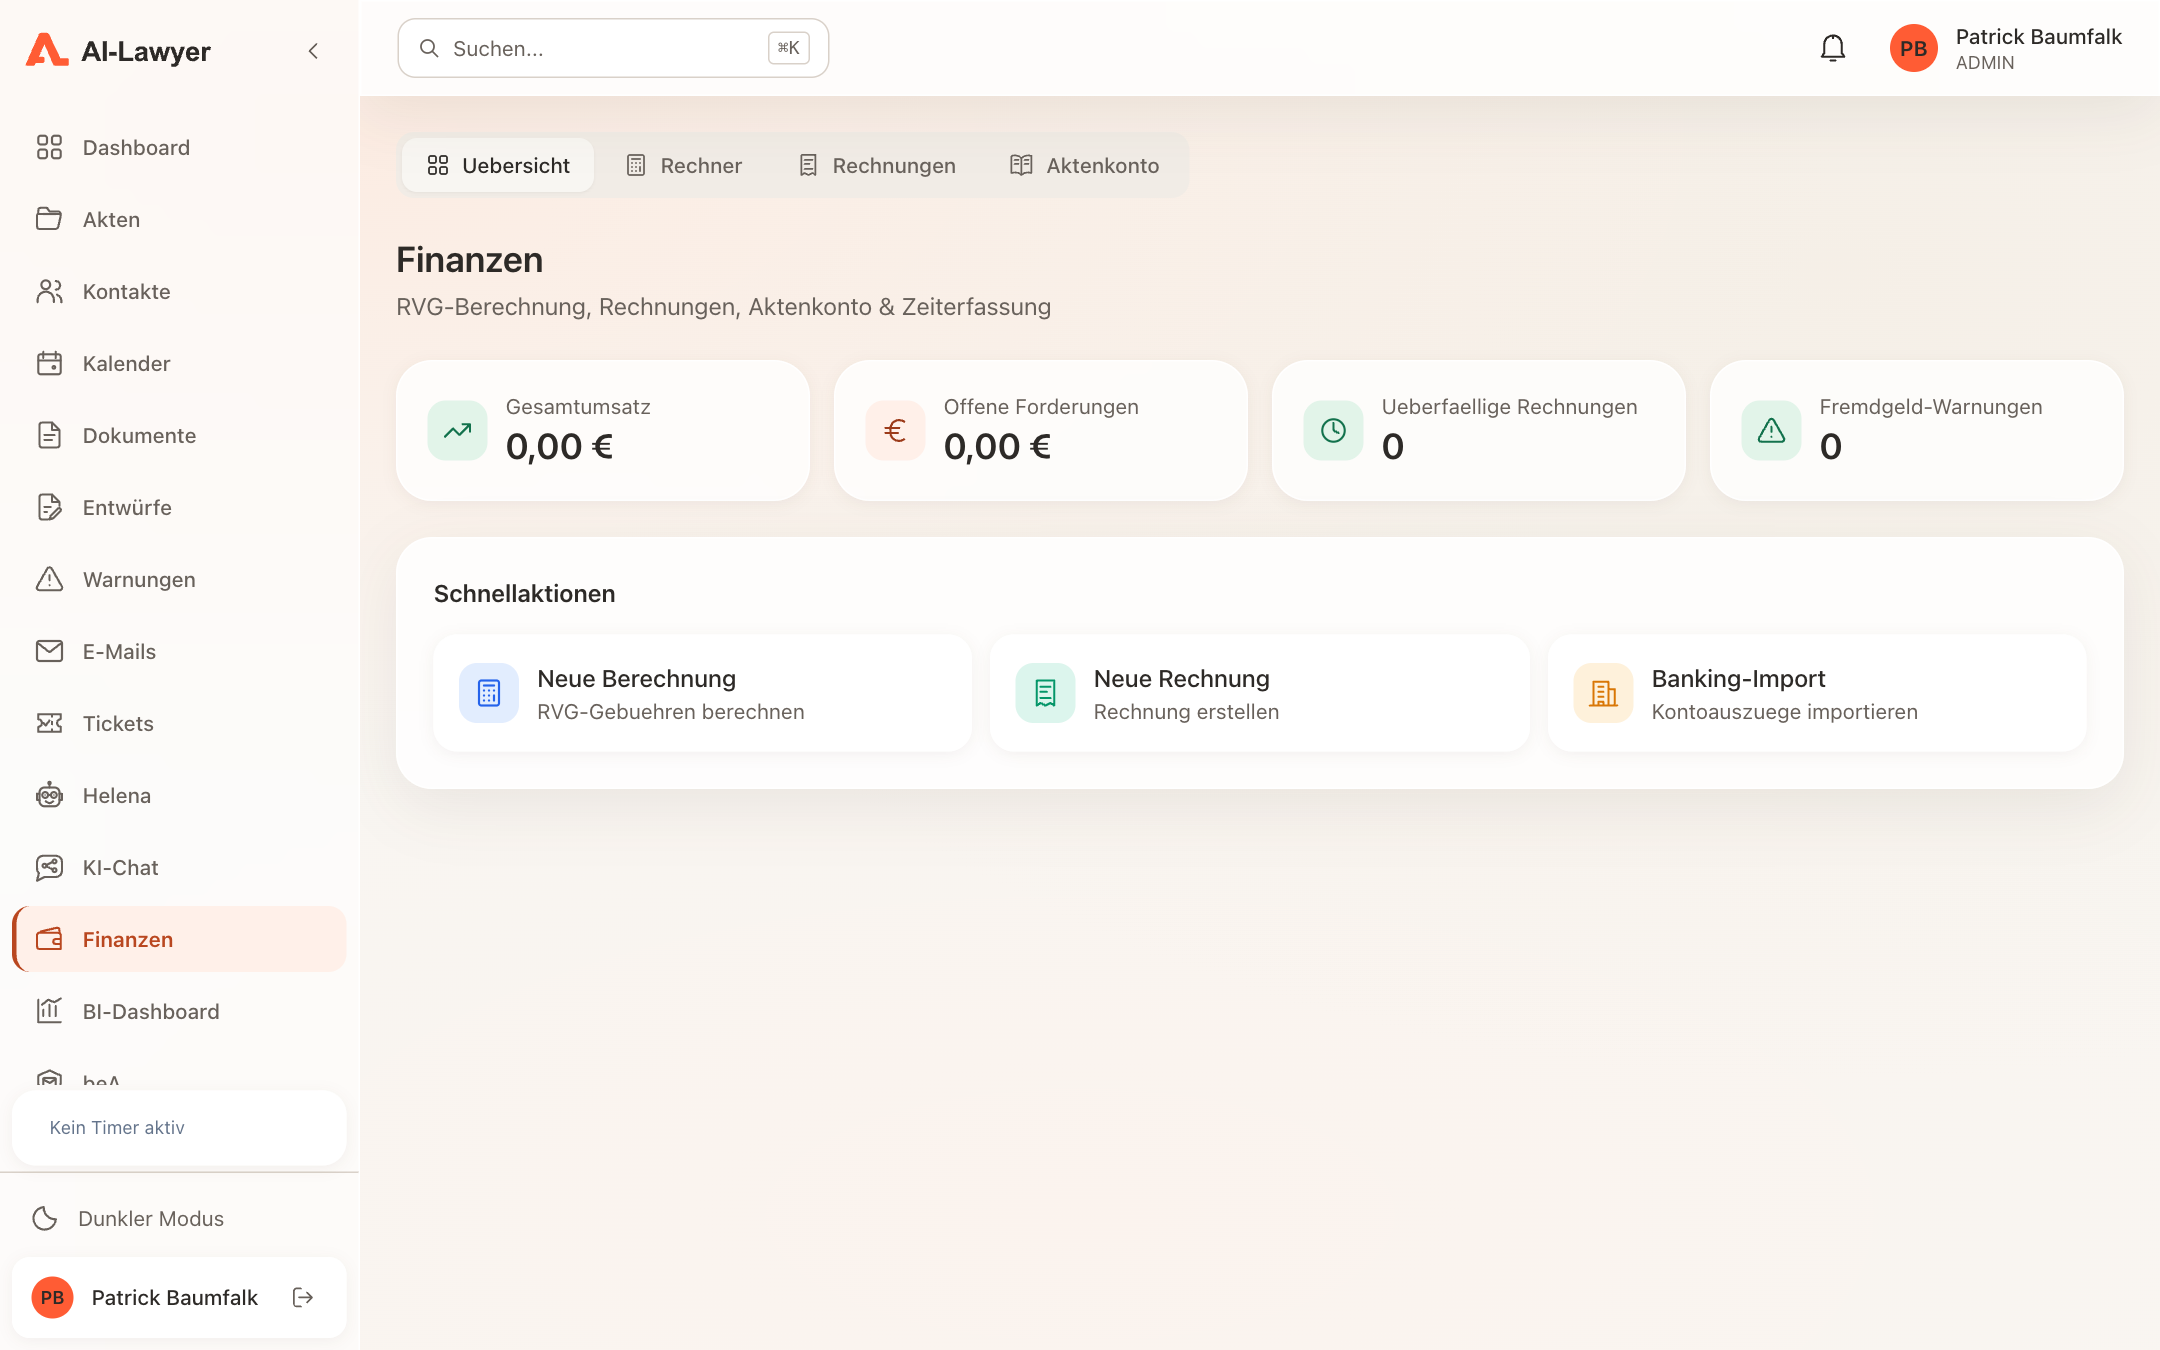 AI-Lawyer
Suchen...
⌘K
PB
Patrick Baumfalk
ADMIN
Dashboard
Akten
Kontakte
Kalender
Dokumente
Entwürfe
Warnungen
E-Mails
Tickets
Helena
KI-Chat
Finanzen
BI-Dashboard
beA
Kein Timer aktiv
Dunkler Modus
PB
Patrick Baumfalk
Uebersicht
Rechner
Rechnungen
Aktenkonto
Finanzen
RVG-Berechnung, Rechnungen, Aktenkonto & Zeiterfassung
Gesamtumsatz
0,00 €
Offene Forderungen
0,00 €
Ueberfaellige Rechnungen
0
Fremdgeld-Warnungen
0
Schnellaktionen
Neue Berechnung
RVG-Gebuehren berechnen
Neue Rechnung
Rechnung erstellen
Banking-Import
Kontoauszuege importieren